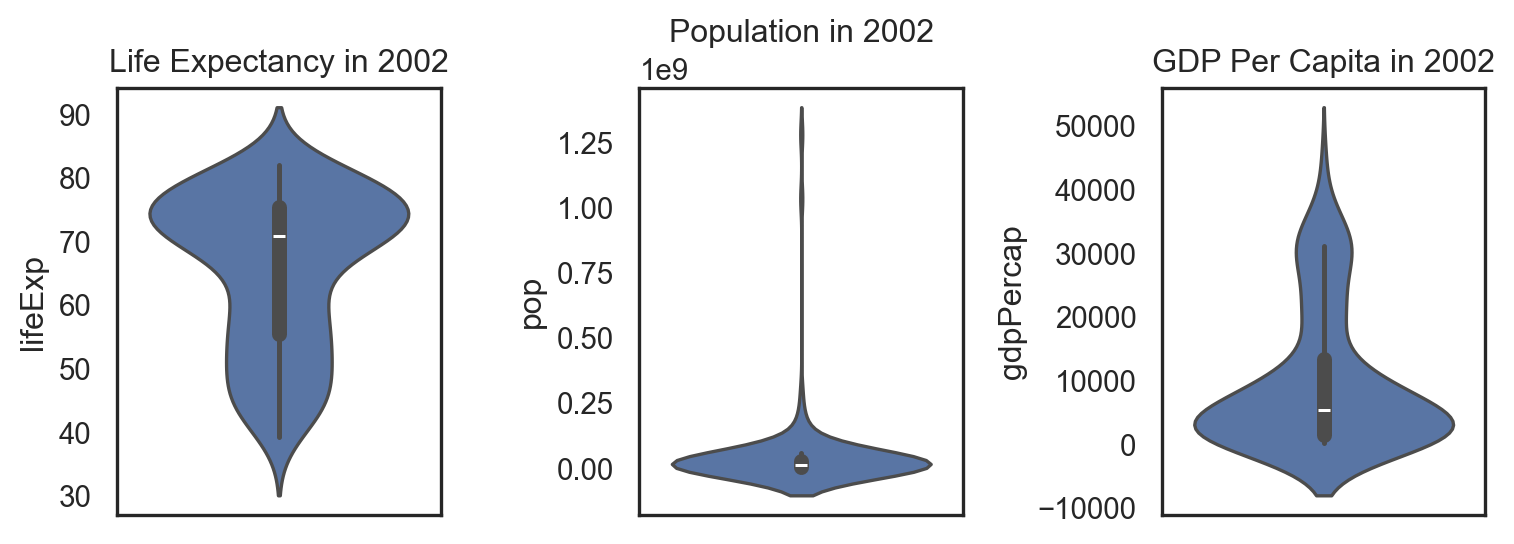 Life Expectancy in 2002
90
80
70
60
50
40
30
lifeExp
Population in 2002
1e9
1.25
1.00
0.75
0.50
0.25
0.00
pop
GDP Per Capita in 2002
50000
40000
30000
20000
10000
0
−10000
gdpPercap